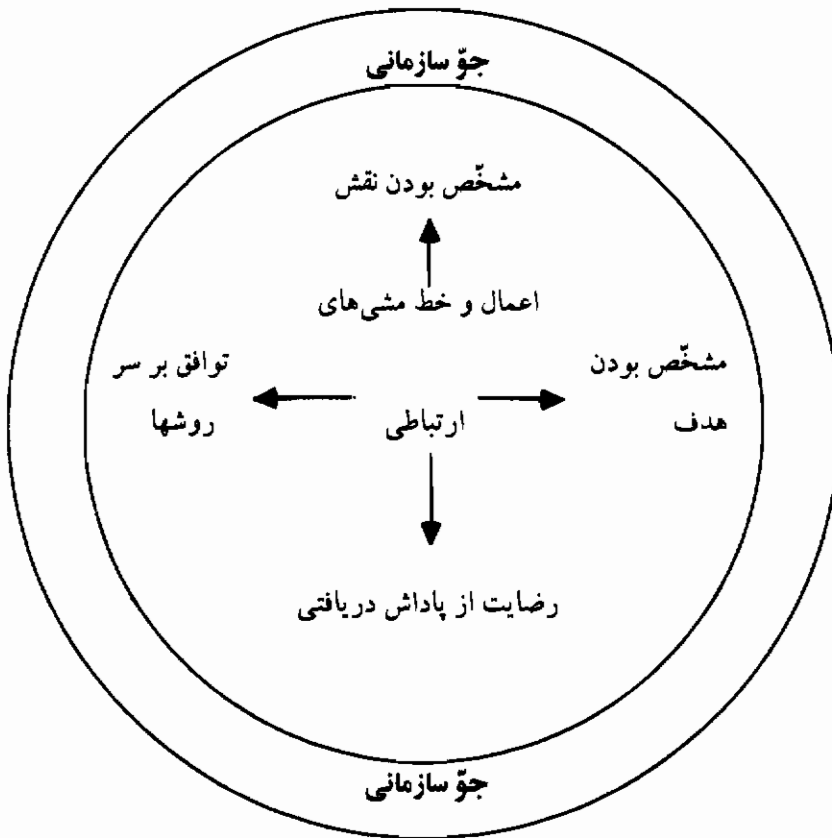 جوّ سازمانی
مشخّص بودن نقش
اعمال و خط مشی‌های
مشخّص بودن
توافق بر سر
هدف
ارتباطی
روشها
رضایت از پاداش دریافتی
جوّ سازمانی